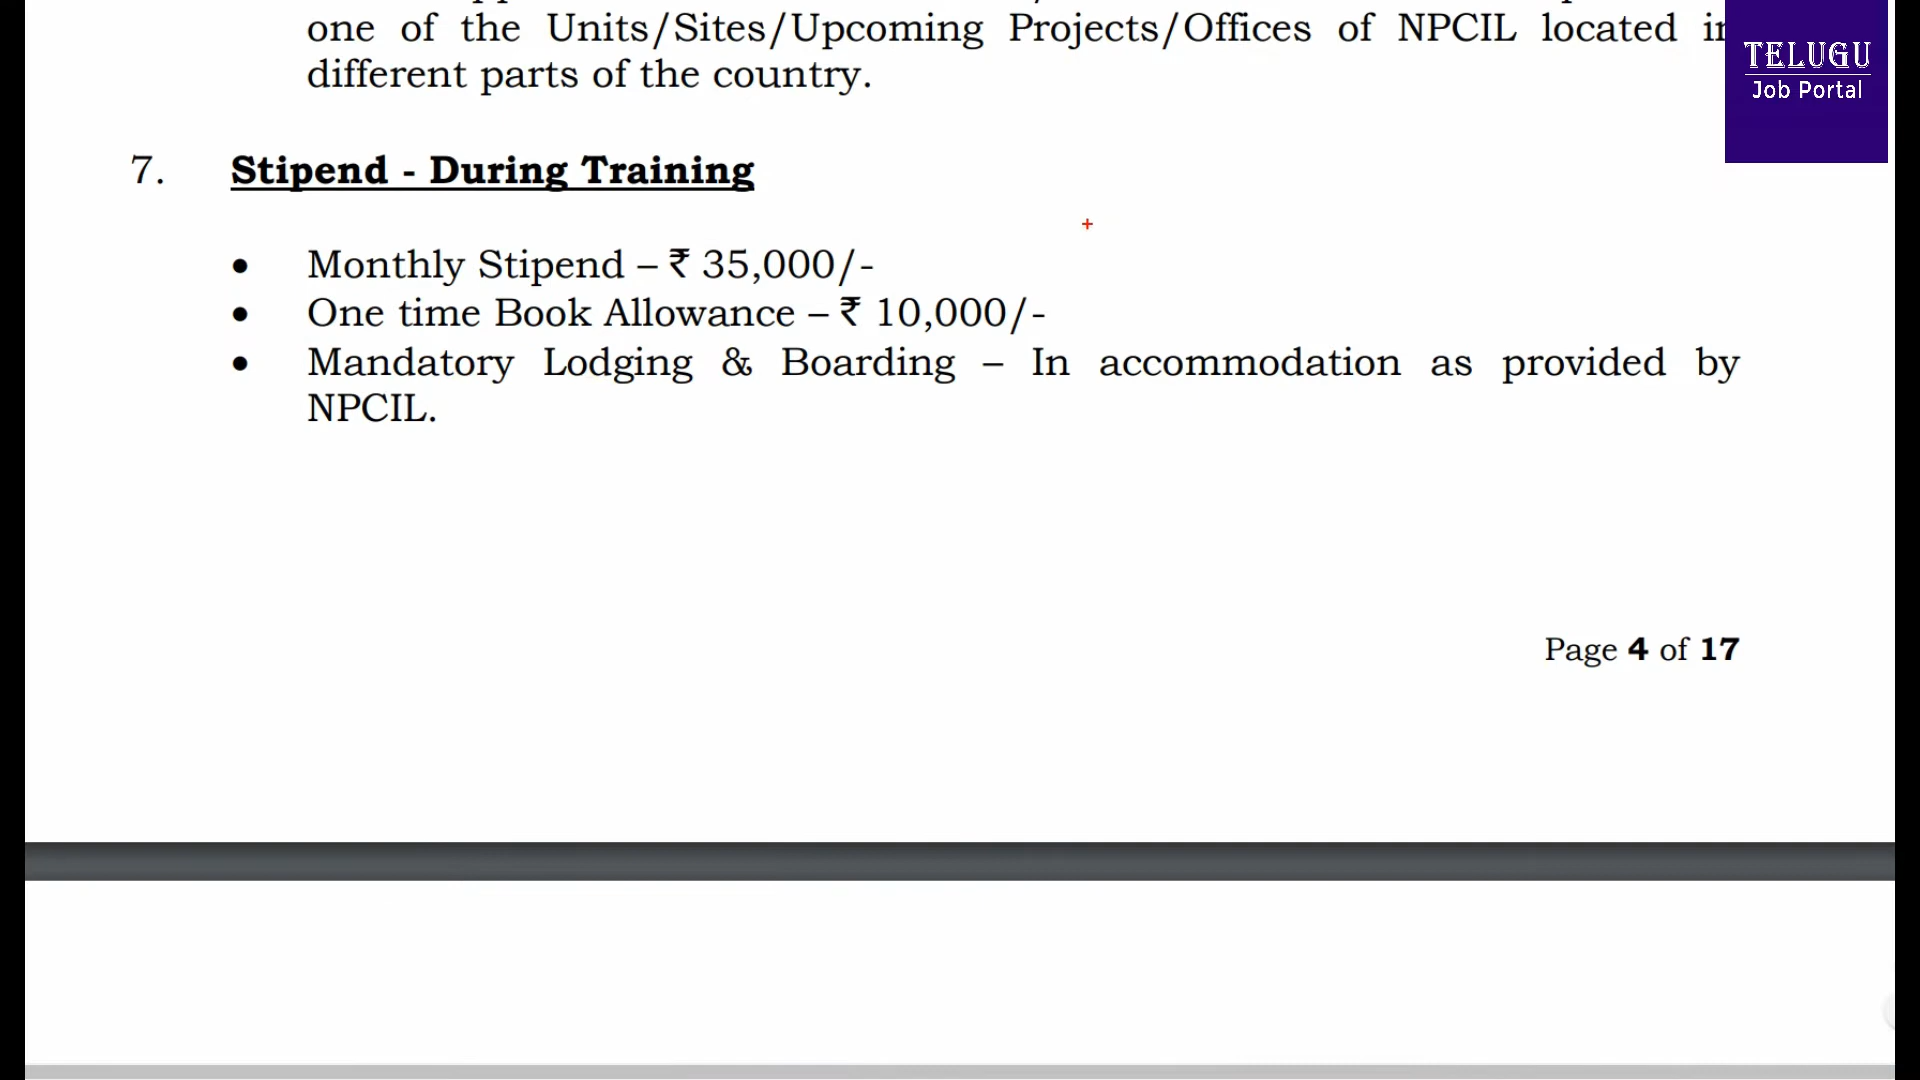 one of the Units/Sites/Upcoming Projects/Offices of NPCIL located
different parts of the country.
TELUGU
Job Portal
7. Stipend - During Training
• Monthly Stipend – ₹ 35,000/-
• One time Book Allowance – ₹ 10,000/-
• Mandatory Lodging & Boarding – In accommodation as provided by
NPCIL.
Page 4 of 17